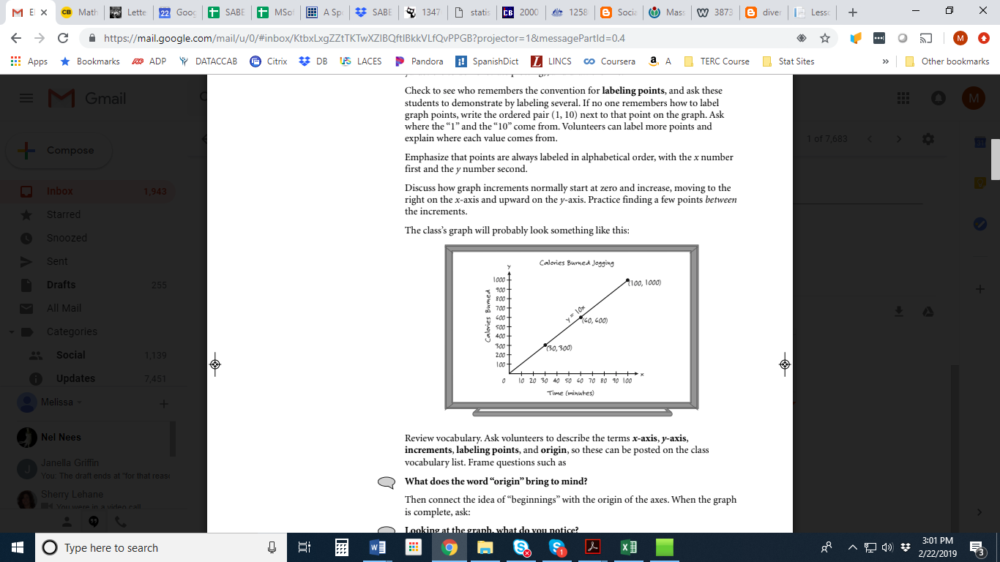 El
Math
Lette
Goog
SABE
MSof
A Spo
SABE
1347
statis
2000
1258
Socia
Mass
3873
diver
Lesso
https://mail.google.com/mail/u/0/#inbox/KtbxLxgZZtTKTwXZlBQftlBkkVLfQvPPGB?projector=1&messagePartId=0.4
M
Apps
Bookmarks
ADP
DATACCAB
Citrix
DB
LACES
Pandora
SpanishDict
LINCS
Coursera
A
TERC Course
Stat Sites
»
Other bookmarks
Gmail
M
Compose
1 of 7,683
Inbox 1,943
Starred
Snoozed
Sent
Drafts 255
All Mail
Categories
Social 1,139
Updates 7,451
Melissa
Nel Nees
Janella Griffin
You: The draft ends at "for that reas
Sherry Lehane
You were in a video call
Check to see who remembers the convention for labeling points, and ask these
students to demonstrate by labeling several. If no one remembers how to label
graph points, write the ordered pair (1, 10) next to that point on the graph. Ask
where the “1” and the “10” come from. Volunteers can label more points and
explain where each value comes from.
Emphasize that points are always labeled in alphabetical order, with the x number
first and the y number second.
Discuss how graph increments normally start at zero and increase, moving to the
right on the x-axis and upward on the y-axis. Practice finding a few points between
the increments.
The class’s graph will probably look something like this:
Calories Burned Jogging
y
Calories Burned
1000
900
800
700
600
500
400
300
200
100
(100, 1000)
y = 10x
(60, 600)
(30, 300)
0 10 20 30 40 50 60 70 80 90 100 x
Time (minutes)
Review vocabulary. Ask volunteers to describe the terms x-axis, y-axis,
increments, labeling points, and origin, so these can be posted on the class
vocabulary list. Frame questions such as
What does the word “origin” bring to mind?
Then connect the idea of “beginnings” with the origin of the axes. When the graph
is complete, ask:
Looking at the graph, what do you notice?
Type here to search
3:01 PM
2/22/2019
3